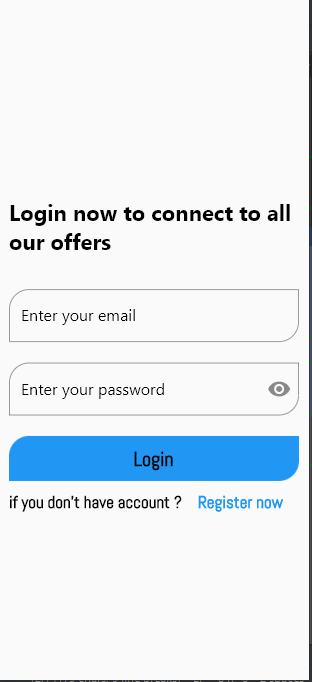 Login now to connect to all
our offers
Enter your email
Enter your password
Login
if you don't have account ? Register now